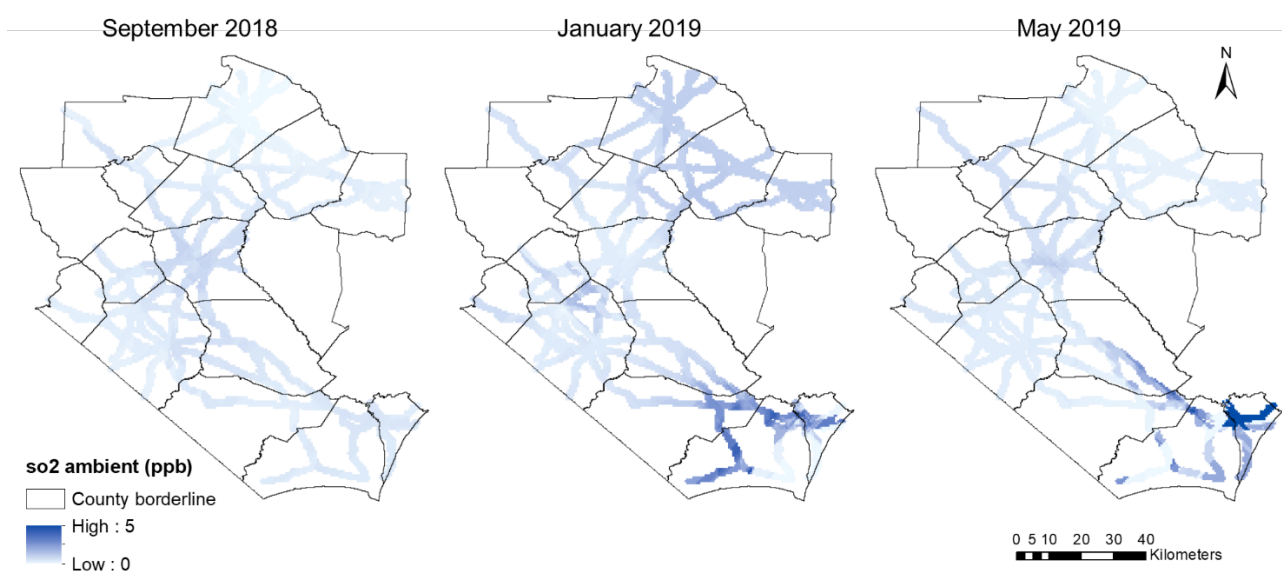 September 2018
January 2019
May 2019
N
so2 ambient (ppb)
County borderline
High : 5
Low : 0
0 5 10 20 30 40
Kilometers